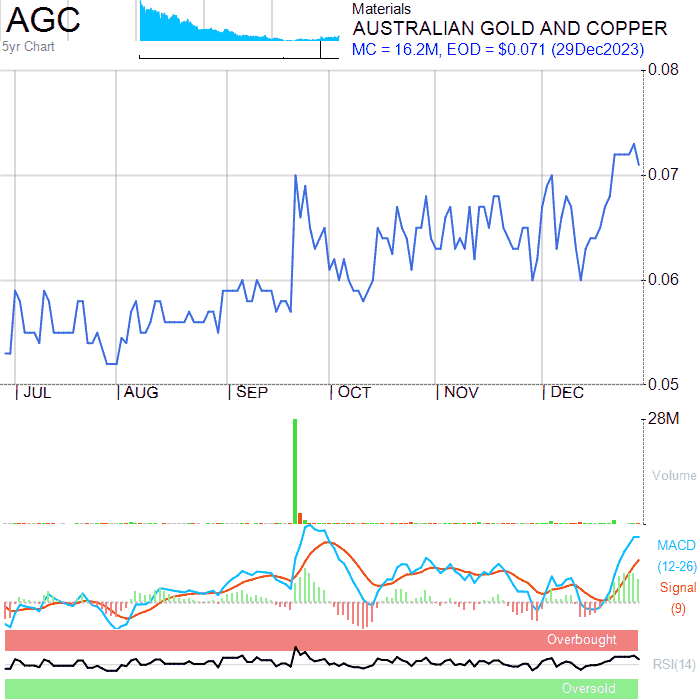 AGC
5yr Chart
Materials
AUSTRALIAN GOLD AND COPPER
MC = 16.2M, EOD = $0.071 (29Dec2023)
0.08
0.07
0.06
0.05
JUL AUG SEP OCT NOV DEC
28M
Volume
MACD
(12-26)
Signal
(9)
Overbought
RSI(14)
Oversold